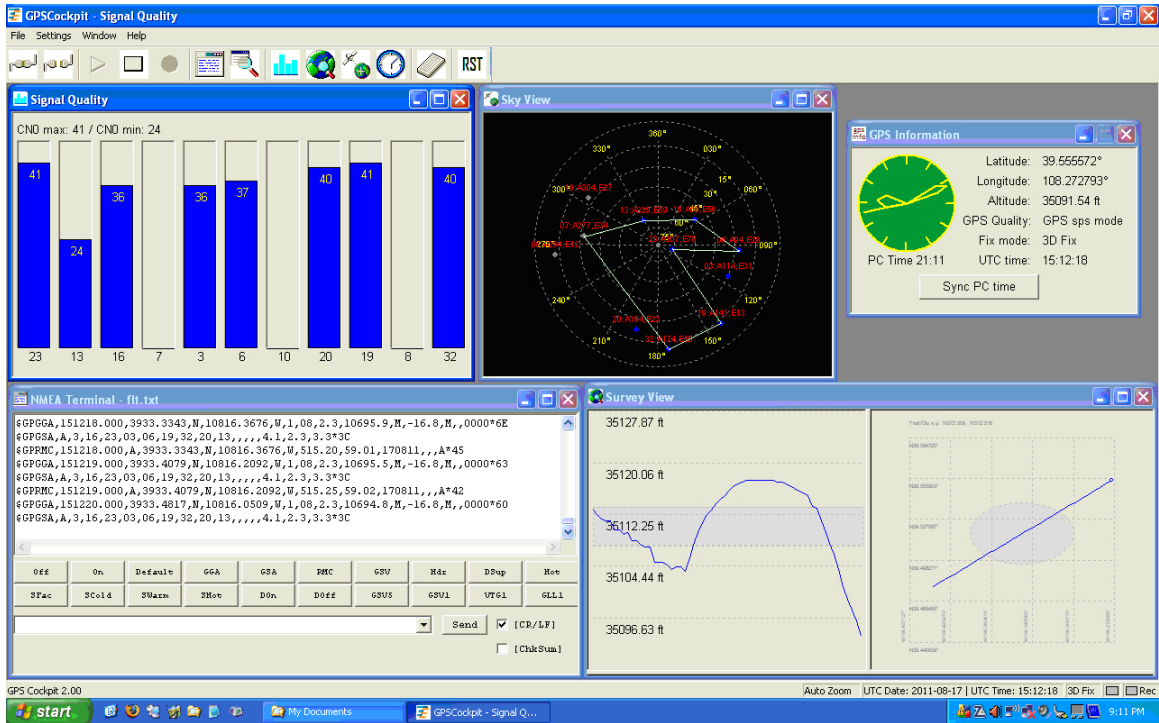 GPSCockpit - Signal Quality
File Settings Window Help
RST
Signal Quality
CN0 max: 41 / CN0 min: 24
41 24 36 36 37 40 41 40
23 13 16 7 3 6 10 20 19 8 32
Sky View
360°
330° 030°
15°
300° 30° 060°
45°
60°
75°
270° 090°
240° 120°
210° 150°
180°
GPS Information
Latitude: 39.555572°
Longitude: 108.272793°
Altitude: 35091.54 ft
GPS Quality: GPS sps mode
Fix mode: 3D Fix
PC Time 21:11 UTC time: 15:12:18
Sync PC time
NMEA Terminal - flt.txt
$GPGGA,151218.000,3933.3343,N,10816.3676,W,1,08,2.3,10695.9,M,-16.8,M,,0000*6E
$GPGSA,A,3,16,23,03,06,19,32,20,13,,,,,4.1,2.3,3.3*3C
$GPRMC,151218.000,A,3933.3343,N,10816.3676,W,515.20,59.01,170811,,,A*45
$GPGGA,151219.000,3933.4079,N,10816.2092,W,1,08,2.3,10695.5,M,-16.8,M,,0000*63
$GPGSA,A,3,16,23,03,06,19,32,20,13,,,,,4.1,2.3,3.3*3C
$GPRMC,151219.000,A,3933.4079,N,10816.2092,W,515.25,59.02,170811,,,A*42
$GPGGA,151220.000,3933.4817,N,10816.0509,W,1,08,2.3,10694.8,M,-16.8,M,,0000*60
$GPGSA,A,3,16,23,03,06,19,32,20,13,,,,,4.1,2.3,3.3*3C
Off On Default GGA GSA RMC GSV Hdz DSup Hot
SFac SCold SWarm SHot DOn DOff GSV5 GSV1 VTG1 GLL1
Send [CR/LF]
[ChkSum]
Survey View
35127.87 ft
35120.06 ft
35112.25 ft
35104.44 ft
35096.63 ft
GPS Cockpit 2.00
Auto Zoom UTC Date: 2011-08-17 UTC Time: 15:12:18 3D Fix Rec
start
My Documents
GPSCockpit - Signal Q...
9:11 PM